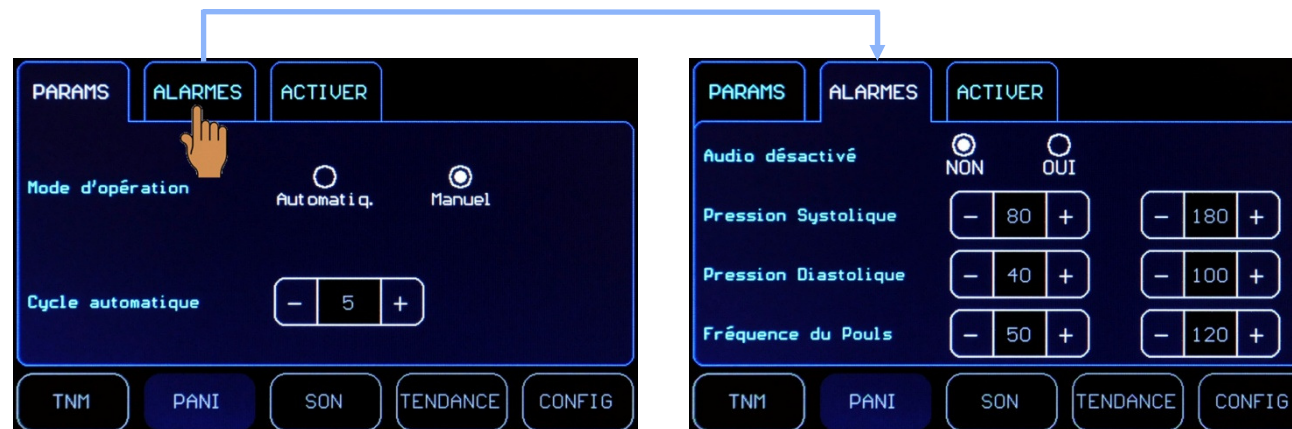 PARAMS ALARMES ACTIVER
Mode d'opération Automatiq. Manuel
Cycle automatique - 5 +
TNM PANI SON TENDANCE CONFIG
PARAMS ALARMES ACTIVER
Audio désactivé NON OUI
Pression Systolique - 80 + - 180 +
Pression Diastolique - 40 + - 100 +
Fréquence du Pouls - 50 + - 120 +
TNM PANI SON TENDANCE CONFIG